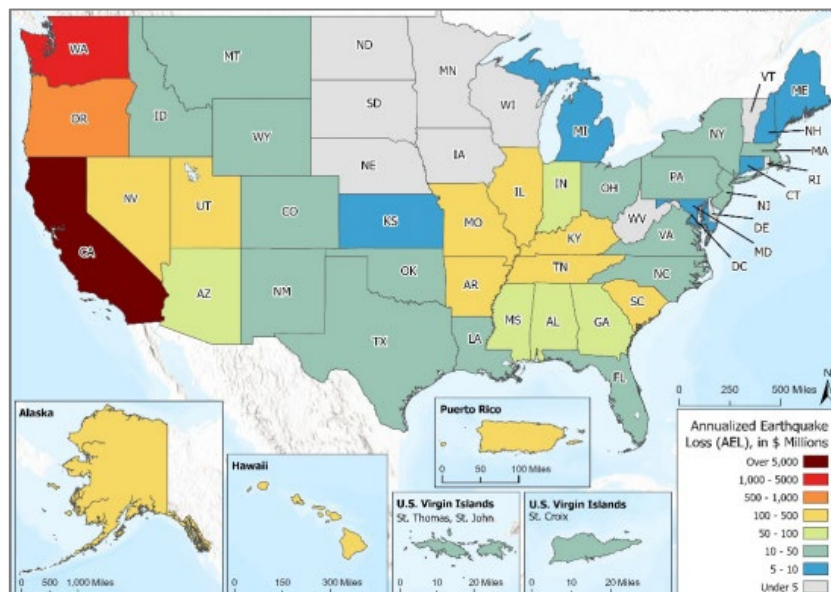 WA
MT
ND
MN
VT
ME
OR
ID
SD
WI
MI
NY
NH
MA
WY
NE
IA
RI
PA
CT
NV
UT
CO
KS
MO
IL
IN
OH
WV
VA
NJ
DE
MD
DC
CA
KY
NC
TN
AZ
NM
OK
AR
SC
TX
LA
MS
AL
GA
FL
N
0 250 500 Miles
Alaska
0 500 1,000 Miles
Hawaii
0 150 300 Miles
Puerto Rico
0 50 100 Miles
U.S. Virgin Islands
St. Thomas, St. John
0 10 20 Miles
U.S. Virgin Islands
St. Croix
0 10 20 Miles
Annualized Earthquake
Loss (AEL), in $ Millions
Over 5,000
1,000 - 5000
500 - 1,000
100 - 500
50 - 100
10 - 50
5 - 10
Under 5